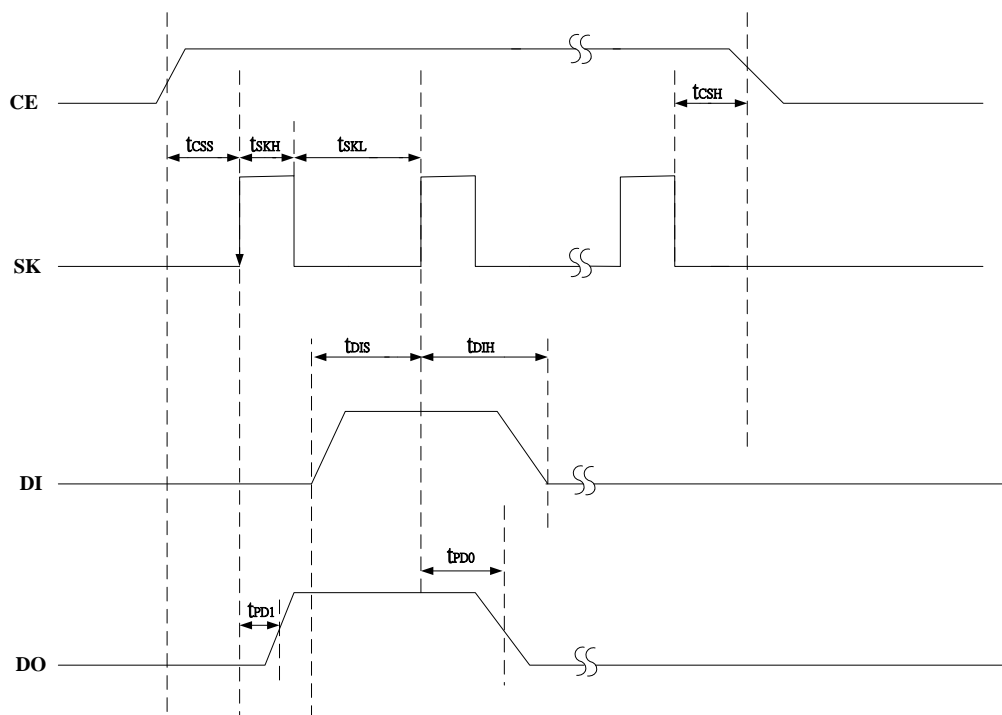 CE
tCSH
tCSS
tSKH
tSKL
SK
tDIS
tDIH
DI
tPD0
tPD1
DO